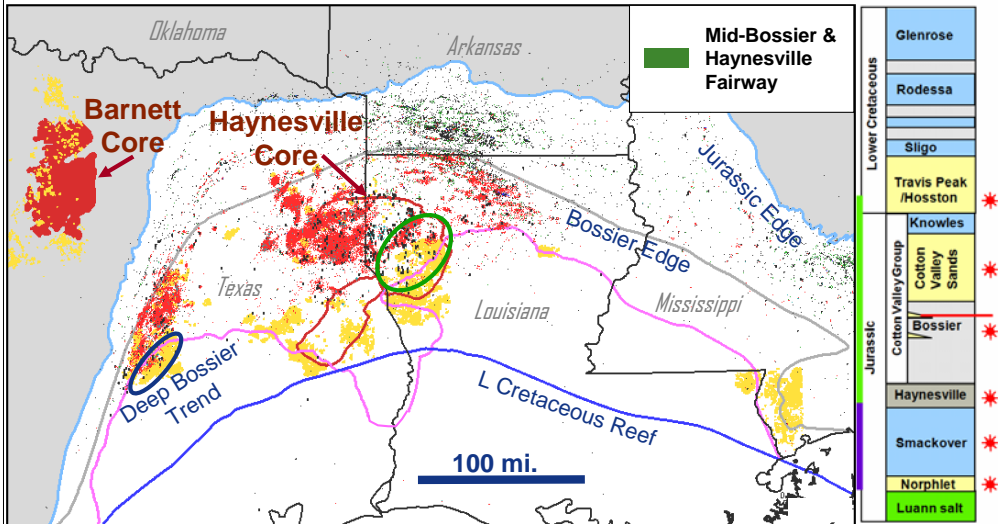 Oklahoma
Arkansas
Mid-Bossier &
Haynesville
Fairway
Barnett
Core
Haynesville
Core
Jurassic Edge
Bossier Edge
Texas
Louisiana
Mississippi
Deep Bossier
Trend
L Cretaceous Reef
100 mi.
Lower Cretaceous
Glenrose
Rodessa
Sligo
Travis Peak
/Hosston
Jurassic
Cotton Valley Group
Knowles
Cotton
Valley
Sands
Bossier
Haynesville
Smackover
Norphlet
Luann salt